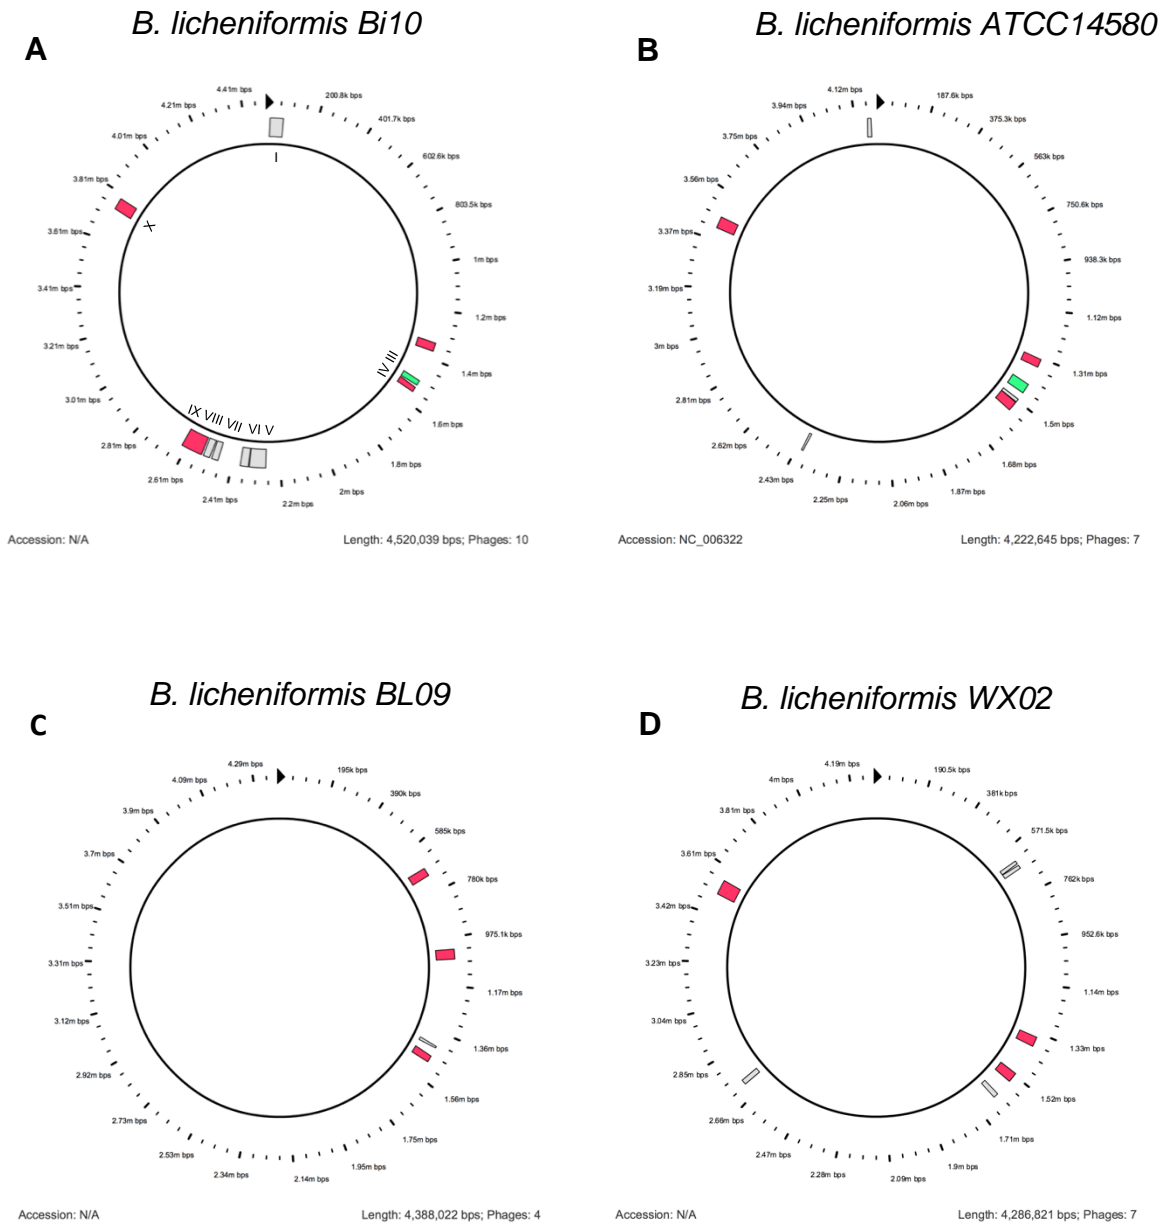 B. licheniformis Bi10
A
4.41m bps
200.8k bps
401.7k bps
602.6k bps
803.5k bps
1m bps
1.2m bps
1.4m bps
1.6m bps
1.8m bps
2m bps
2.2m bps
2.41m bps
2.61m bps
2.81m bps
3.01m bps
3.21m bps
3.41m bps
3.61m bps
3.81m bps
4.01m bps
4.21m bps
I
III
IV
V
VI
VII
VIII
IX
X
Accession: N/A
Length: 4,520,039 bps; Phages: 10
B. licheniformis ATCC14580
B
4.12m bps
187.6k bps
375.3k bps
563k bps
750.6k bps
938.3k bps
1.12m bps
1.31m bps
1.5m bps
1.68m bps
1.87m bps
2.06m bps
2.25m bps
2.43m bps
2.62m bps
2.81m bps
3m bps
3.19m bps
3.37m bps
3.56m bps
3.75m bps
3.94m bps
Accession: NC_006322
Length: 4,222,645 bps; Phages: 7
B. licheniformis BL09
C
4.29m bps
195k bps
390k bps
585k bps
780k bps
975.1k bps
1.17m bps
1.36m bps
1.56m bps
1.75m bps
1.95m bps
2.14m bps
2.34m bps
2.53m bps
2.73m bps
2.92m bps
3.12m bps
3.31m bps
3.51m bps
3.7m bps
3.9m bps
4.09m bps
Accession: N/A
Length: 4,388,022 bps; Phages: 4
B. licheniformis WX02
D
4.19m bps
190.5k bps
381k bps
571.5k bps
762k bps
952.6k bps
1.14m bps
1.33m bps
1.52m bps
1.71m bps
1.9m bps
2.09m bps
2.28m bps
2.47m bps
2.66m bps
2.85m bps
3.04m bps
3.23m bps
3.42m bps
3.61m bps
3.81m bps
4m bps
Accession: N/A
Length: 4,286,821 bps; Phages: 7